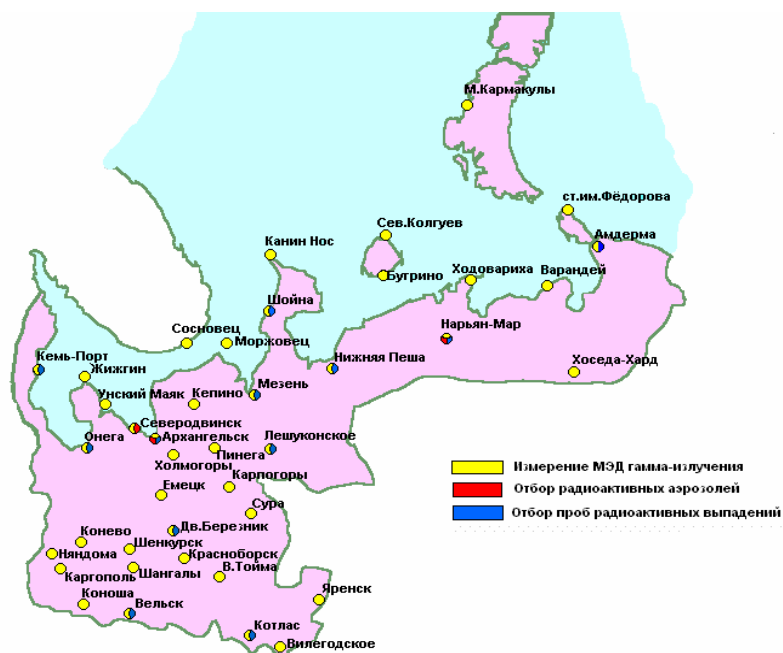 М.Кармакулы
ст.им.Фёдорова
Сев.Колгуев
Амдерма
Канин Нос
Бугрино
Ходовариха
Варандей
Шойна
Нарьян-Мар
Сосновец
Моржовец
Кемь-Порт
Нижняя Пеша
Жижгин
Хоседа-Хард
Унский Маяк
Кепино
Мезень
Северодвинск
Онега
Архангельск
Лешуконское
Пинега
Холмогоры
Карпогоры
Емецк
Сура
Дв.Березник
Конево
Шенкурск
Няндома
Красноборск
Каргополь
Шангалы
В.Тойма
Коноша
Вельск
Яренск
Котлас
Вилегодское
Измерение МЭД гамма-излучения
Отбор радиоактивных аэрозолей
Отбор проб радиоактивных выпадений